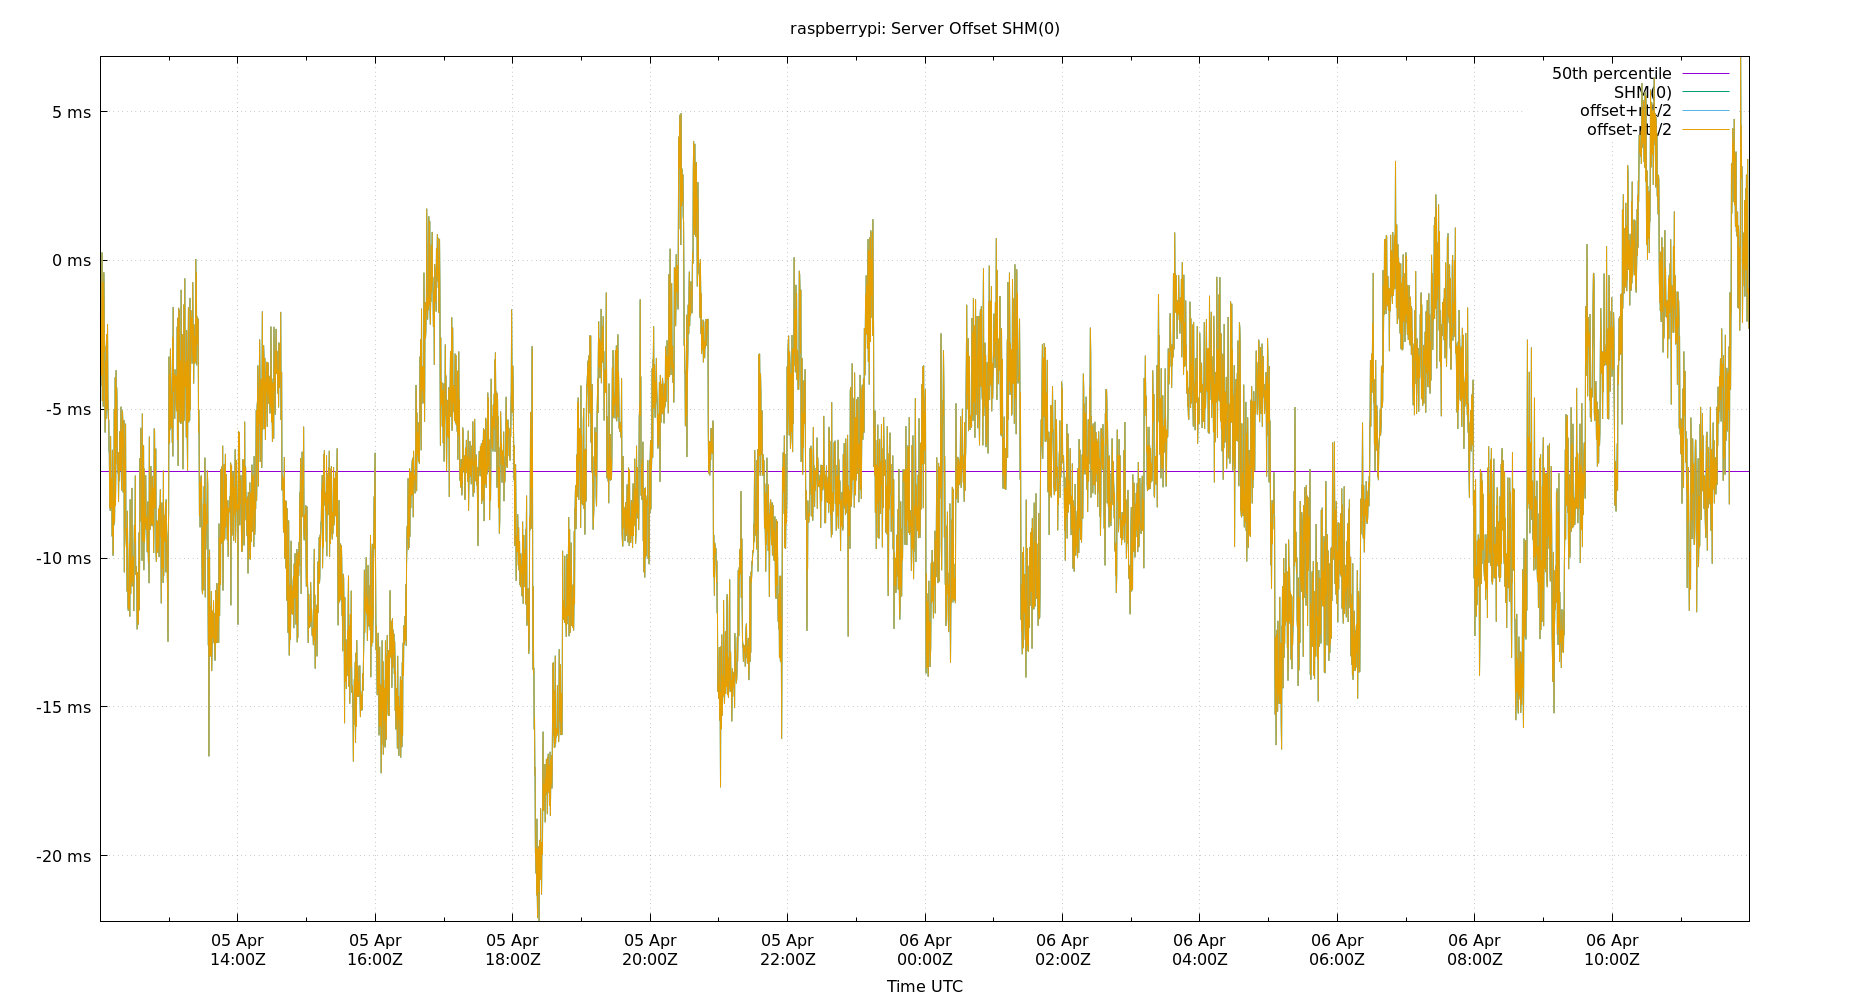 raspberrypi: Server Offset SHM(0)
50th percentile
SHM(0)
offset+rtt/2
offset-rtt/2
5 ms
0 ms
-5 ms
-10 ms
-15 ms
-20 ms
05 Apr 05 Apr 05 Apr 05 Apr 05 Apr 06 Apr 06 Apr 06 Apr 06 Apr 06 Apr 06 Apr
14:00Z 16:00Z 18:00Z 20:00Z 22:00Z 00:00Z 02:00Z 04:00Z 06:00Z 08:00Z 10:00Z
Time UTC